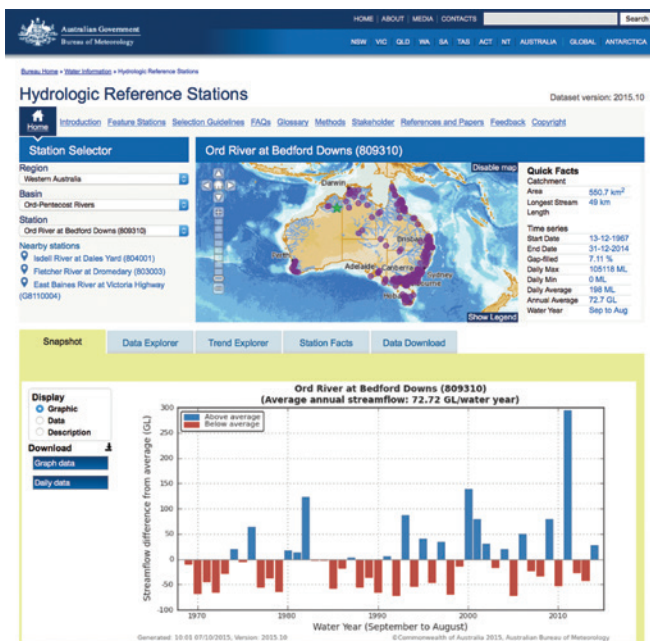 HOME | ABOUT | MEDIA | CONTACTS
Search
Australian Government
Bureau of Meteorology
NSW VIC QLD WA SA TAS ACT NT AUSTRALIA GLOBAL ANTARCTICA
Bureau Home » Water Information » Hydrologic Reference Stations
Hydrologic Reference Stations
Dataset version: 2015.10
Home Introduction Feature Stations Selection Guidelines FAQs Glossary Methods Stakeholder References and Papers Feedback Copyright
Station Selector
Region
Western Australia
Basin
Ord-Pentecost Rivers
Station
Ord River at Bedford Downs (809310)
Nearby stations
Isdell River at Dales Yard (804001)
Fletcher River at Dromedary (803003)
East Baines River at Victoria Highway
(G8110004)
Ord River at Bedford Downs (809310)
Disable map
Darwin
Adelaide
Canberra
Sydney
Show Legend
Quick Facts
Catchment
Area 550.7 km²
Longest Stream 49 km
Length
Time series
Start Date 13-12-1967
End Date 31-12-2014
Gap-filled 7.11 %
Daily Max 105118 ML
Daily Min 0 ML
Daily Average 198 ML
Annual Average 72.7 GL
Water Year Sep to Aug
Snapshot
Data Explorer
Trend Explorer
Station Facts
Data Download
Display
Graphic
Data
Description
Download
Graph data
Daily data
Ord River at Bedford Downs (809310)
(Average annual streamflow: 72.72 GL/water year)
Above average
Below average
Streamflow difference from average (GL)
300
250
200
150
100
50
0
-50
-100
1970 1980 1990 2000 2010
Water Year (September to August)
Generated: 10:01 07/10/2015, Version: 2015.10
©Commonwealth of Australia 2015, Australian Bureau of Meteorology